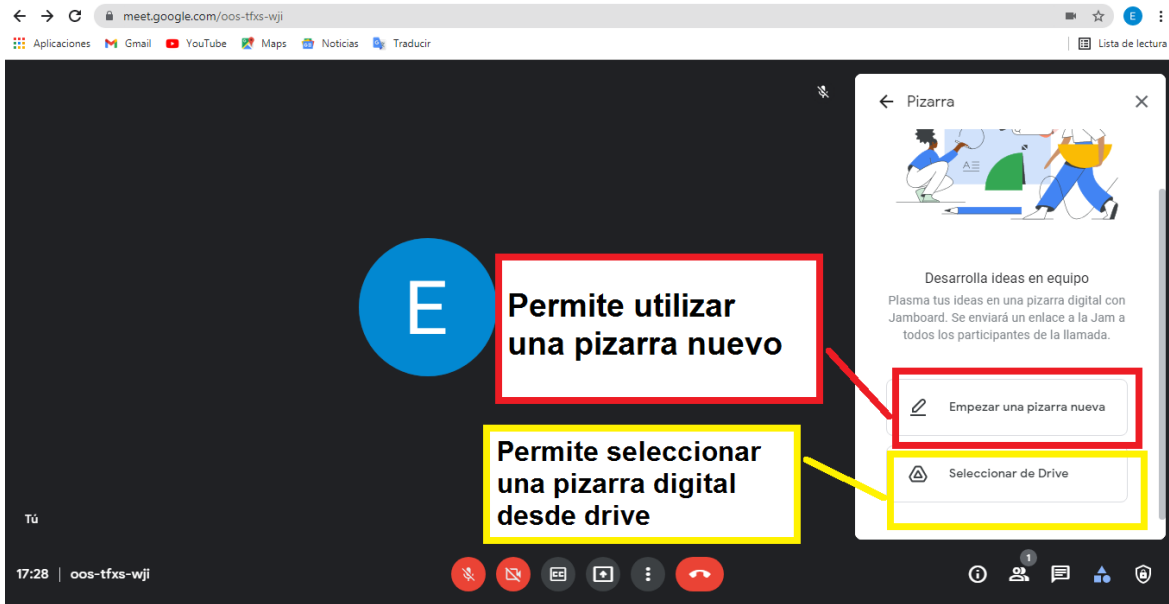 meet.google.com/oos-tfxs-wji
E
Aplicaciones Gmail YouTube Maps Noticias Traducir
Lista de lectura
Pizarra
E
Permite utilizar
una pizarra nuevo
Desarrolla ideas en equipo
Plasma tus ideas en una pizarra digital con
Jamboard. Se enviará un enlace a la Jam a
todos los participantes de la llamada.
Empezar una pizarra nueva
Permite seleccionar
una pizarra digital
desde drive
Seleccionar de Drive
Tú
17:28 | oos-tfxs-wji
CC
1